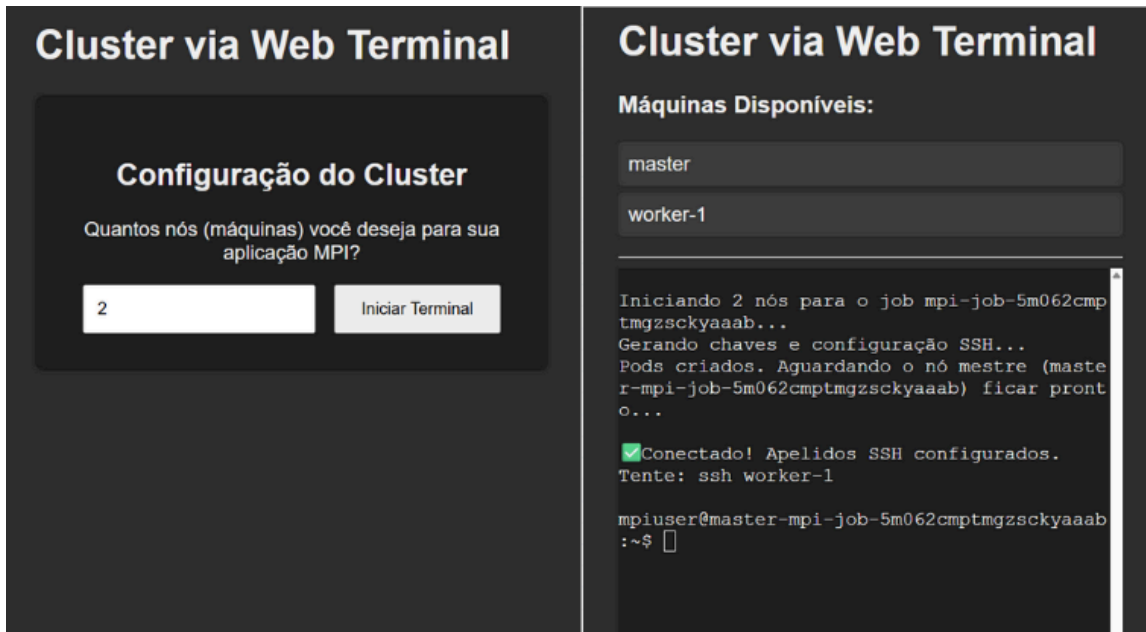 Cluster via Web Terminal
Configuração do Cluster
Quantos nós (máquinas) você deseja para sua
aplicação MPI?
2
Iniciar Terminal
Cluster via Web Terminal
Máquinas Disponíveis:
master
worker-1
Iniciando 2 nós para o job mpi-job-5m062cmp
tmgzsckyaaab...
Gerando chaves e configuração SSH...
Pods criados. Aguardando o nó mestre (maste
r-mpi-job-5m062cmptmgzsckyaaab) ficar pront
o...
✅Conectado! Apelidos SSH configurados.
Tente: ssh worker-1
mpiuser@master-mpi-job-5m062cmptmgzsckyaaab
:~$